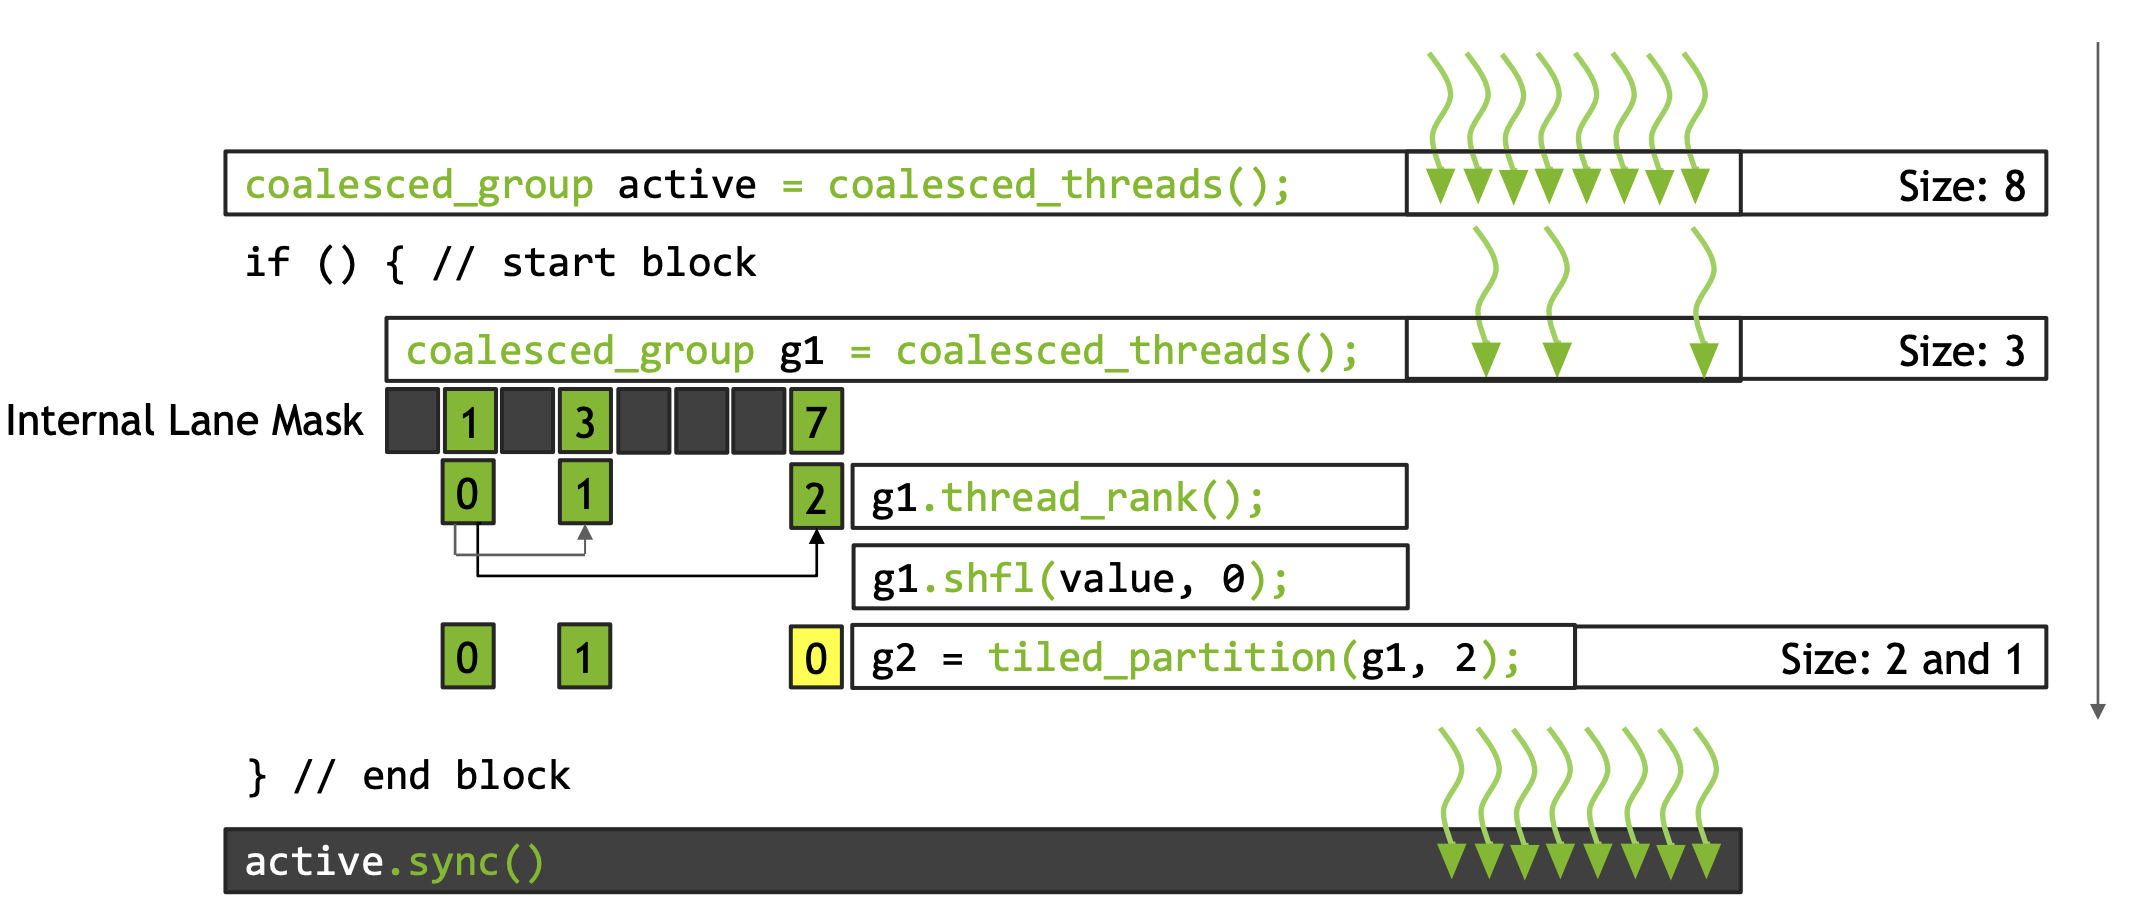 coalesced_group active = coalesced_threads(); Size: 8
if () { // start block
coalesced_group g1 = coalesced_threads(); Size: 3
Internal Lane Mask 1 3 7
0 1 2 g1.thread_rank();
g1.shfl(value, 0);
0 1 0 g2 = tiled_partition(g1, 2); Size: 2 and 1
} // end block
active.sync()